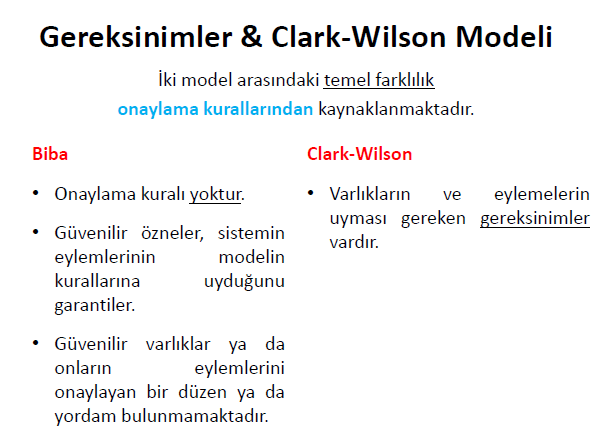 Gereksinimler & Clark-Wilson Modeli
İki model arasındaki temel farklılık
onaylama kurallarından kaynaklanmaktadır.
Biba
• Onaylama kuralı yoktur.
• Güvenilir özneler, sistemin
eylemlerinin modelin
kurallarına uyduğunu
garantiler.
• Güvenilir varlıklar ya da
onların eylemlerini
onaylayan bir düzen ya da
yordam bulunmamaktadır.
Clark-Wilson
• Varlıkların ve eylemelerin
uyması gereken gereksinimler
vardır.